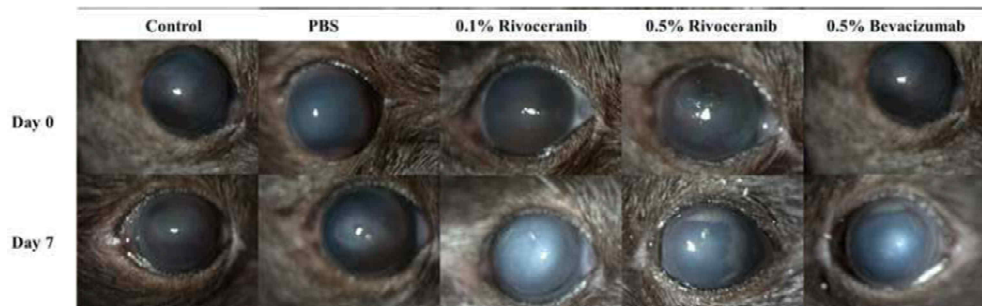 Control PBS 0.1% Rivoceranib 0.5% Rivoceranib 0.5% Bevacizumab
Day 0
Day 7